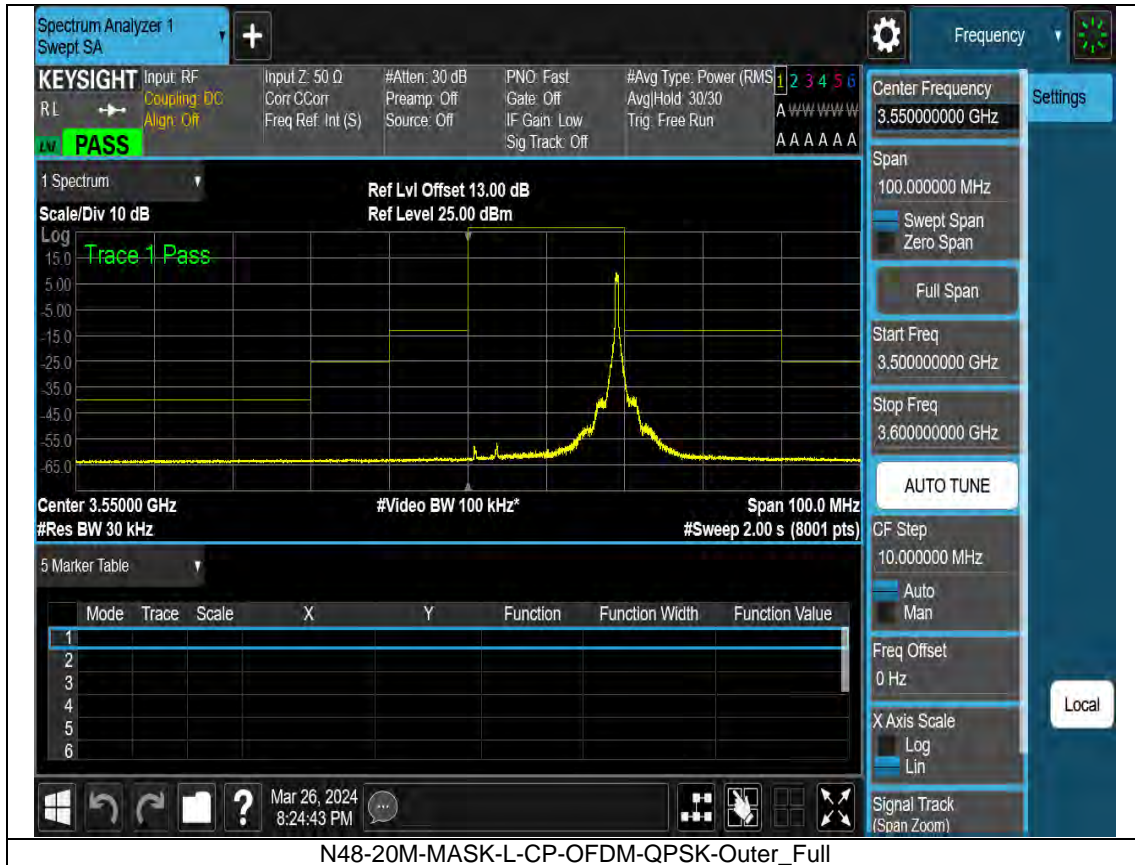 Spectrum Analyzer 1
Swept SA
Frequency
KEYSIGHT
RL
PASS
Input: RF
Coupling: DC
Align: Off
Input Z: 50 Ω
Corr CCorr
Freq Ref: Int (S)
#Atten: 30 dB
Preamp: Off
Source: Off
PNO: Fast
Gate: Off
IF Gain: Low
Sig Track: Off
#Avg Type: Power (RMS
Avg|Hold: 30/30
Trig: Free Run
1 2 3 4 5 6
A W W W W W
A A A A A A
1 Spectrum
Scale/Div 10 dB
Ref Lvl Offset 13.00 dB
Ref Level 25.00 dBm
Log
Trace 1 Pass
15.0
5.00
-5.00
-15.0
-25.0
-35.0
-45.0
-55.0
-65.0
Center 3.55000 GHz
#Video BW 100 kHz*
Span 100.0 MHz
#Res BW 30 kHz
#Sweep 2.00 s (8001 pts)
5 Marker Table
Mode Trace Scale X Y Function Function Width Function Value
1
2
3
4
5
6
Mar 26, 2024
8:24:43 PM
Center Frequency
3.550000000 GHz
Settings
Span
100.000000 MHz
Swept Span
Zero Span
Full Span
Start Freq
3.500000000 GHz
Stop Freq
3.600000000 GHz
AUTO TUNE
CF Step
10.000000 MHz
Auto
Man
Freq Offset
0 Hz
Local
X Axis Scale
Log
Lin
Signal Track
(Span Zoom)
N48-20M-MASK-L-CP-OFDM-QPSK-Outer_Full